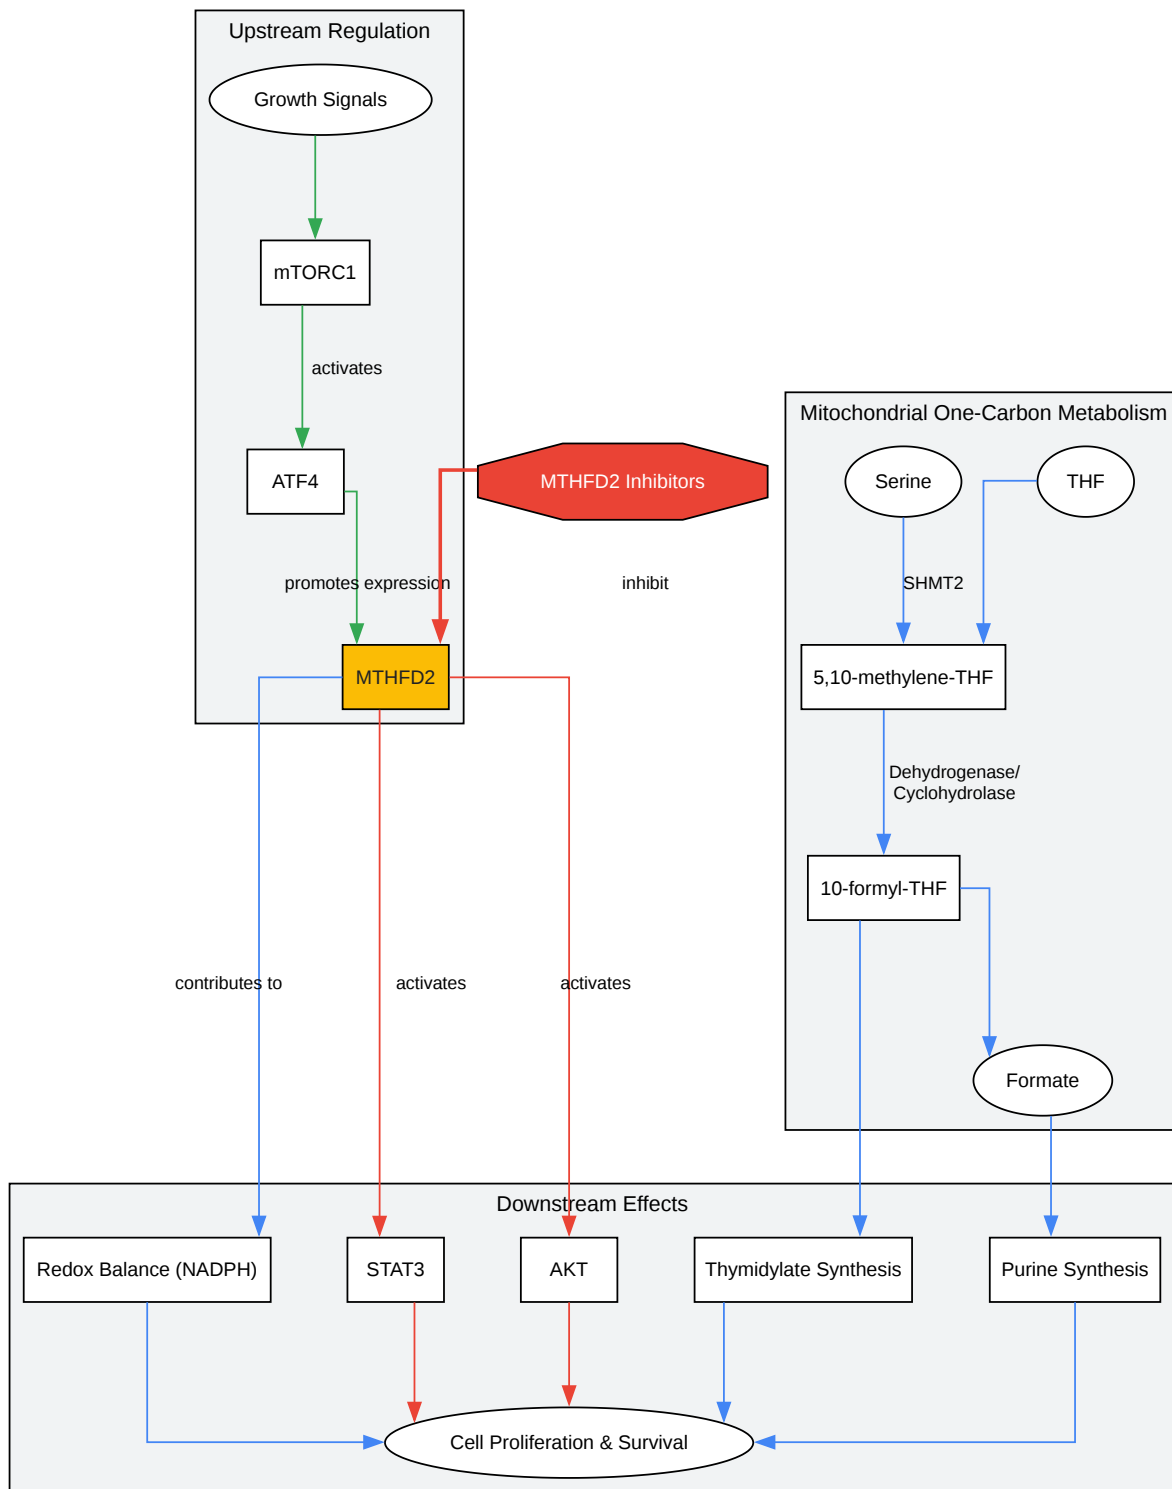 Upstream Regulation
Growth Signals
mTORC1
activates
ATF4
promotes expression
MTHFD2
MTHFD2 Inhibitors
inhibit
Mitochondrial One-Carbon Metabolism
Serine
THF
SHMT2
5,10-methylene-THF
Dehydrogenase/
Cyclohydrolase
10-formyl-THF
Formate
contributes to
activates
activates
Downstream Effects
Redox Balance (NADPH)
STAT3
AKT
Thymidylate Synthesis
Purine Synthesis
Cell Proliferation & Survival